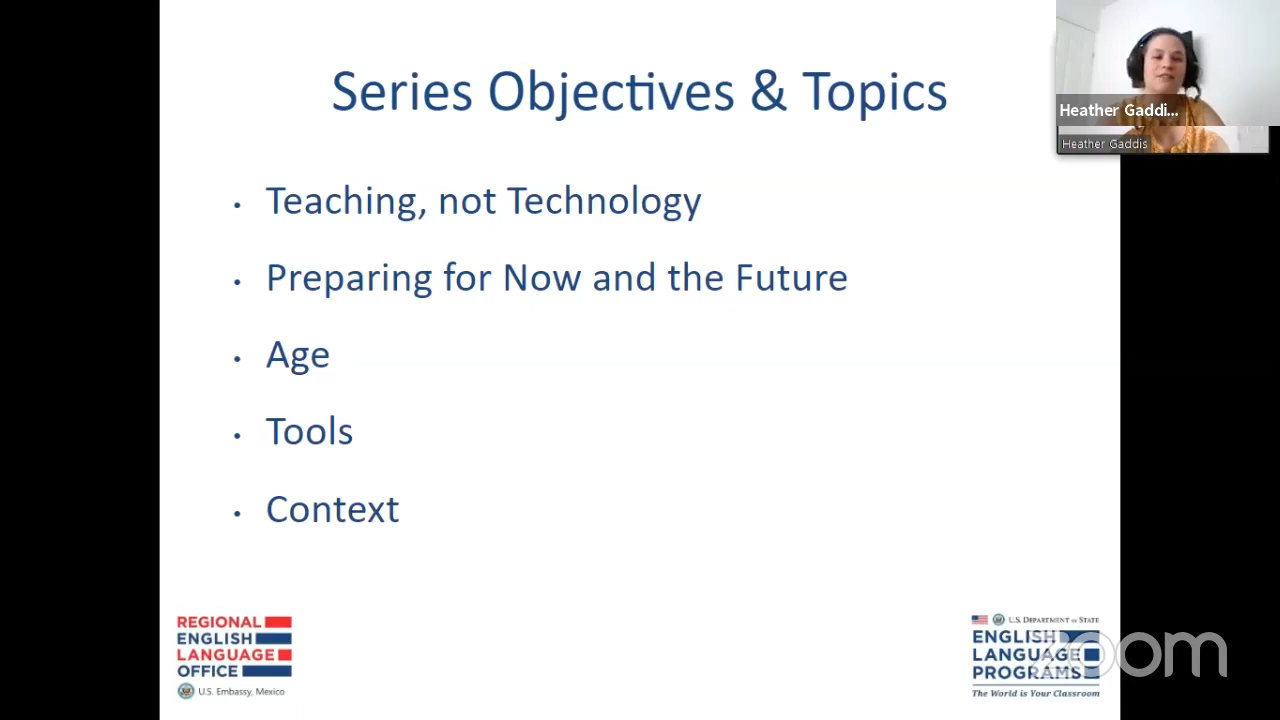 Series Objectives & Topics
Heather Gaddi...
Heather Gaddis
• Teaching, not Technology
• Preparing for Now and the Future
• Age
• Tools
• Context
REGIONAL
ENGLISH
LANGUAGE
OFFICE
U.S. Embassy, Mexico
U.S. DEPARTMENT OF STATE
ENGLISH
LANGUAGE
PROGRAMS
The World is Your Classroom
zoom